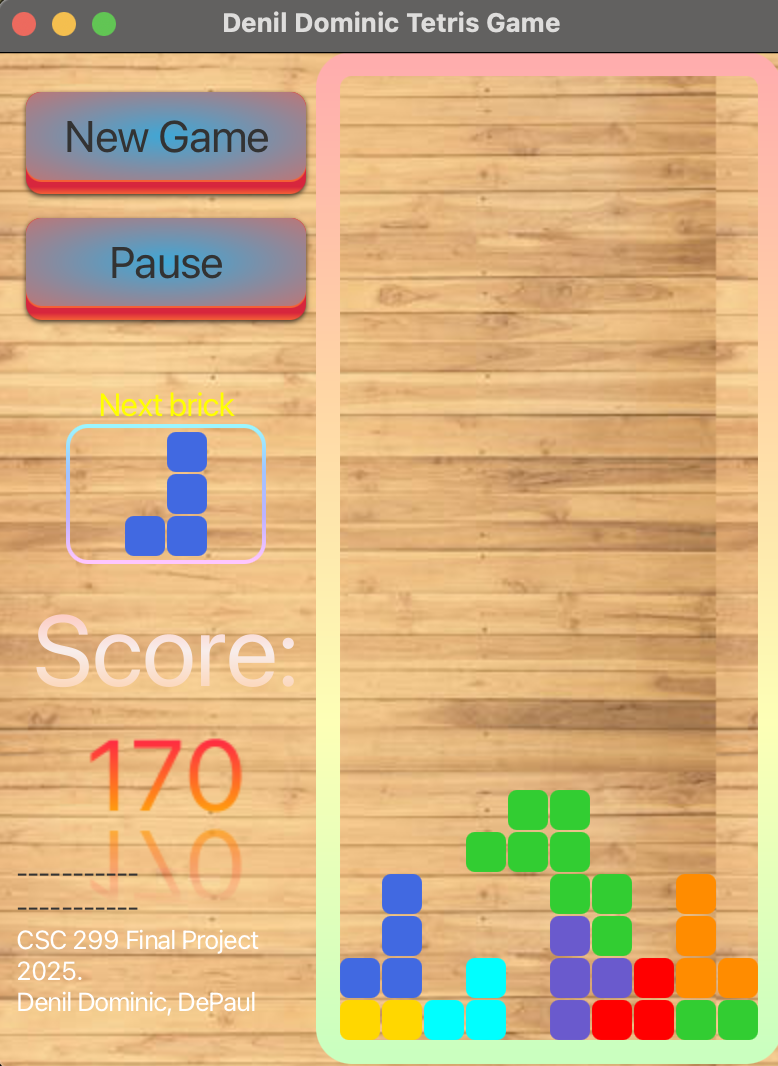 Denil Dominic Tetris Game
New Game
Pause
Next brick
Score:
170
------------
------------
CSC 299 Final Project
2025.
Denil Dominic, DePaul